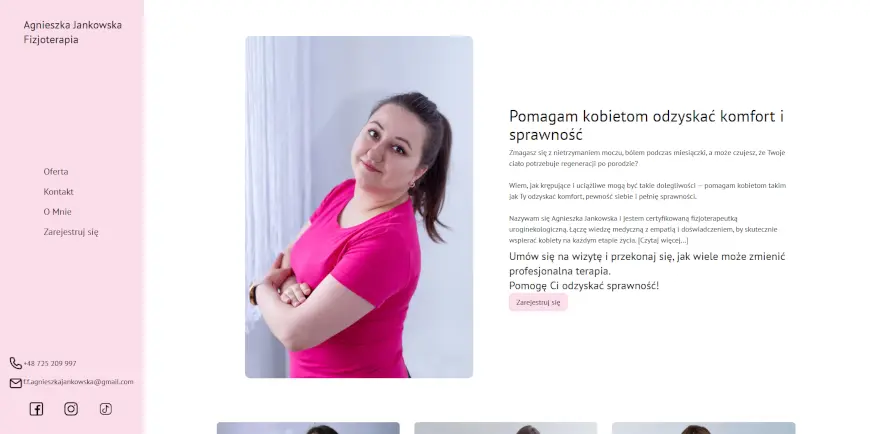 Agnieszka Jankowska
Fizjoterapia
Oferta
Kontakt
O Mnie
Zarejestruj się
+48 725 209 997
f.f.agnieszkajankowska@gmail.com
Pomagam kobietom odzyskać komfort i
sprawność
Zmagasz się z nietrzymaniem moczu, bólem podczas miesiączki, a może czujesz, że Twoje
ciało potrzebuje regeneracji po porodzie?
Wiem, jak krępujące i uciążliwe mogą być takie dolegliwości – pomagam kobietom takim
jak Ty odzyskać komfort, pewność siebie i pełnię sprawności.
Nazywam się Agnieszka Jankowska i jestem certyfikowaną fizjoterapeutką
uroginekologiczną. Łączę wiedzę medyczną z empatią i doświadczeniem, by skutecznie
wspierać kobiety na każdym etapie życia. [Czytaj więcej...]
Umów się na wizytę i przekonaj się, jak wiele może zmienić
profesjonalna terapia.
Pomogę Ci odzyskać sprawność!
Zarejestruj się